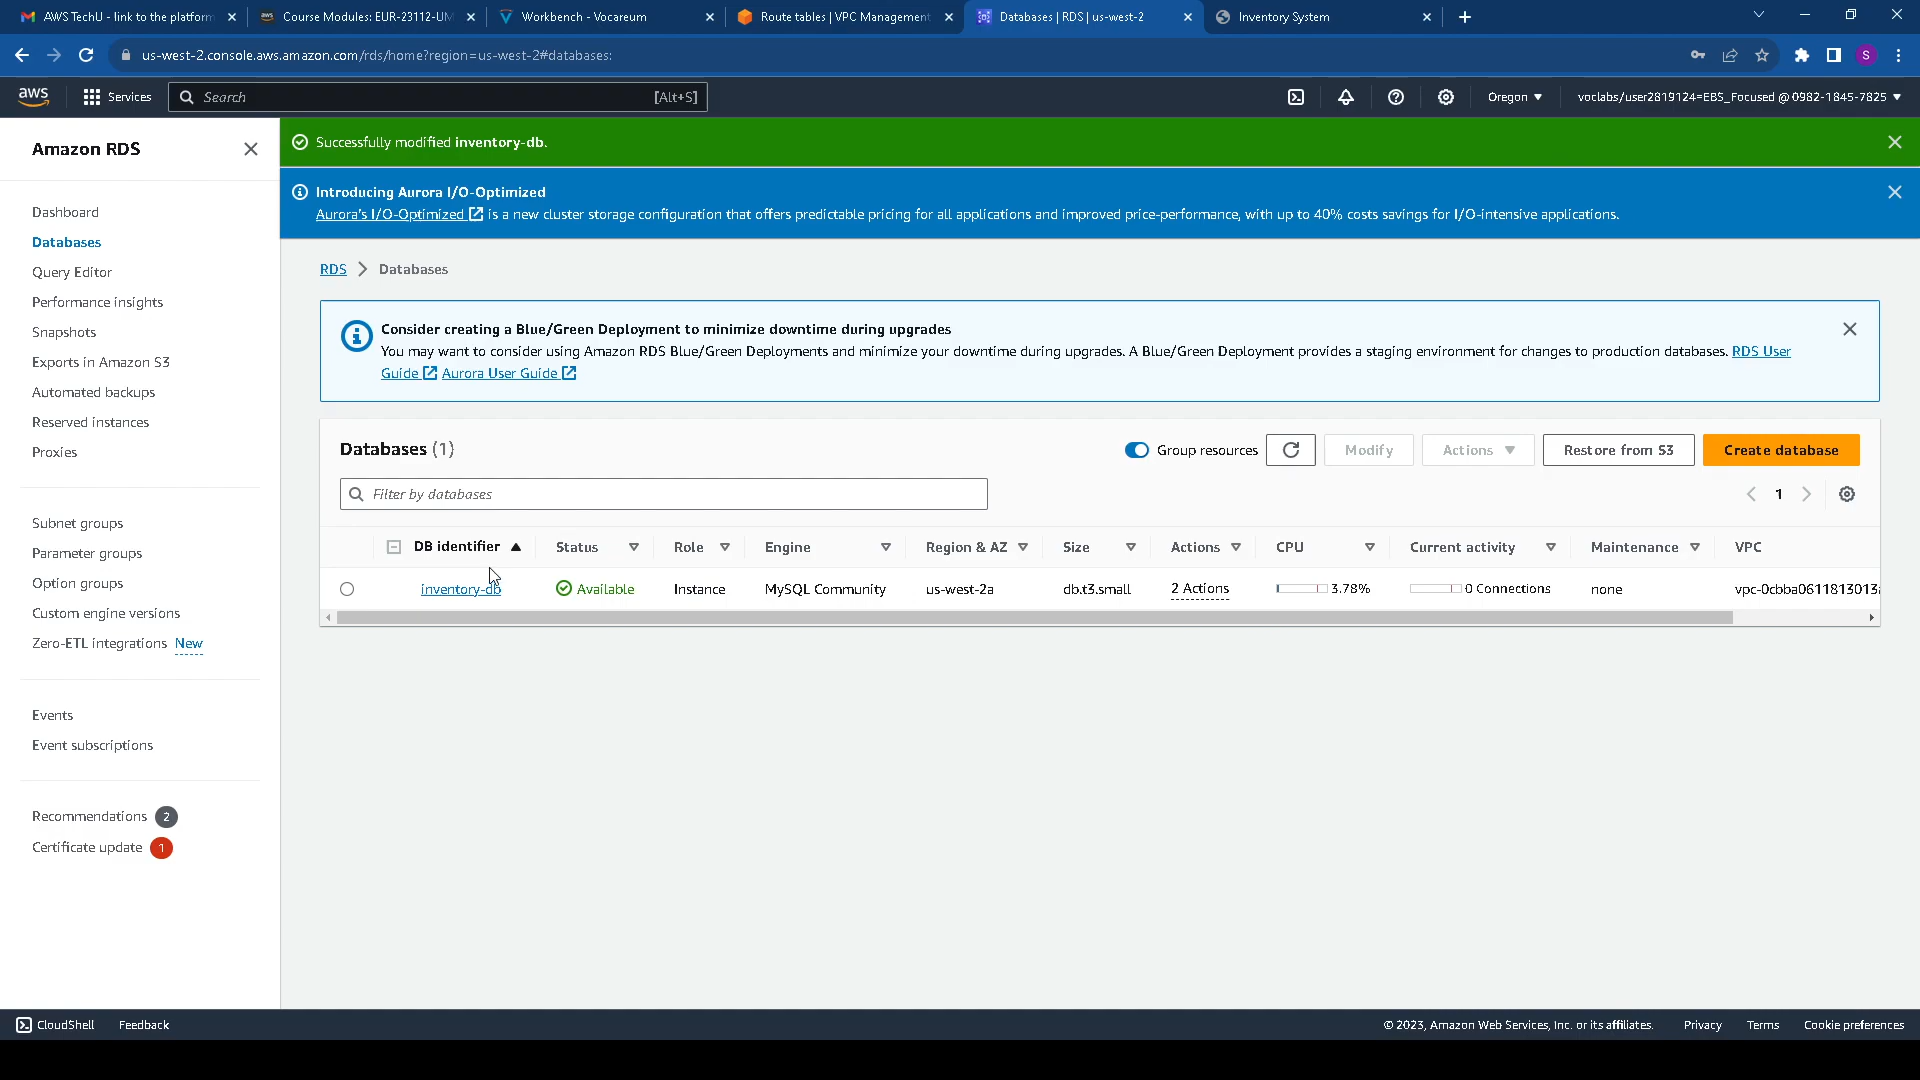 AWS TechU - link to the platform
Course Modules: EUR-23112-UM
Workbench - Vocareum
Route tables | VPC Management
Databases | RDS | us-west-2
Inventory System
us-west-2.console.aws.amazon.com/rds/home?region=us-west-2#databases:
S
aws
Services
Search
[Alt+S]
Oregon
voclabs/user2819124=EBS_Focused @ 0982-1845-7825
Amazon RDS
Dashboard
Databases
Query Editor
Performance insights
Snapshots
Exports in Amazon S3
Automated backups
Reserved instances
Proxies
Subnet groups
Parameter groups
Option groups
Custom engine versions
Zero-ETL integrations New
Events
Event subscriptions
Recommendations 2
Certificate update 1
Successfully modified inventory-db.
Introducing Aurora I/O-Optimized
Aurora's I/O-Optimized is a new cluster storage configuration that offers predictable pricing for all applications and improved price-performance, with up to 40% costs savings for I/O-intensive applications.
RDS > Databases
Consider creating a Blue/Green Deployment to minimize downtime during upgrades
You may want to consider using Amazon RDS Blue/Green Deployments and minimize your downtime during upgrades. A Blue/Green Deployment provides a staging environment for changes to production databases. RDS User
Guide Aurora User Guide
Databases (1)
Group resources
Modify
Actions
Restore from S3
Create database
Filter by databases
1
DB identifier Status Role Engine Region & AZ Size Actions CPU Current activity Maintenance VPC
inventory-db Available Instance MySQL Community us-west-2a db.t3.small 2 Actions 3.78% 0 Connections none vpc-0cbba0611813013
CloudShell
Feedback
© 2023, Amazon Web Services, Inc. or its affiliates.
Privacy
Terms
Cookie preferences